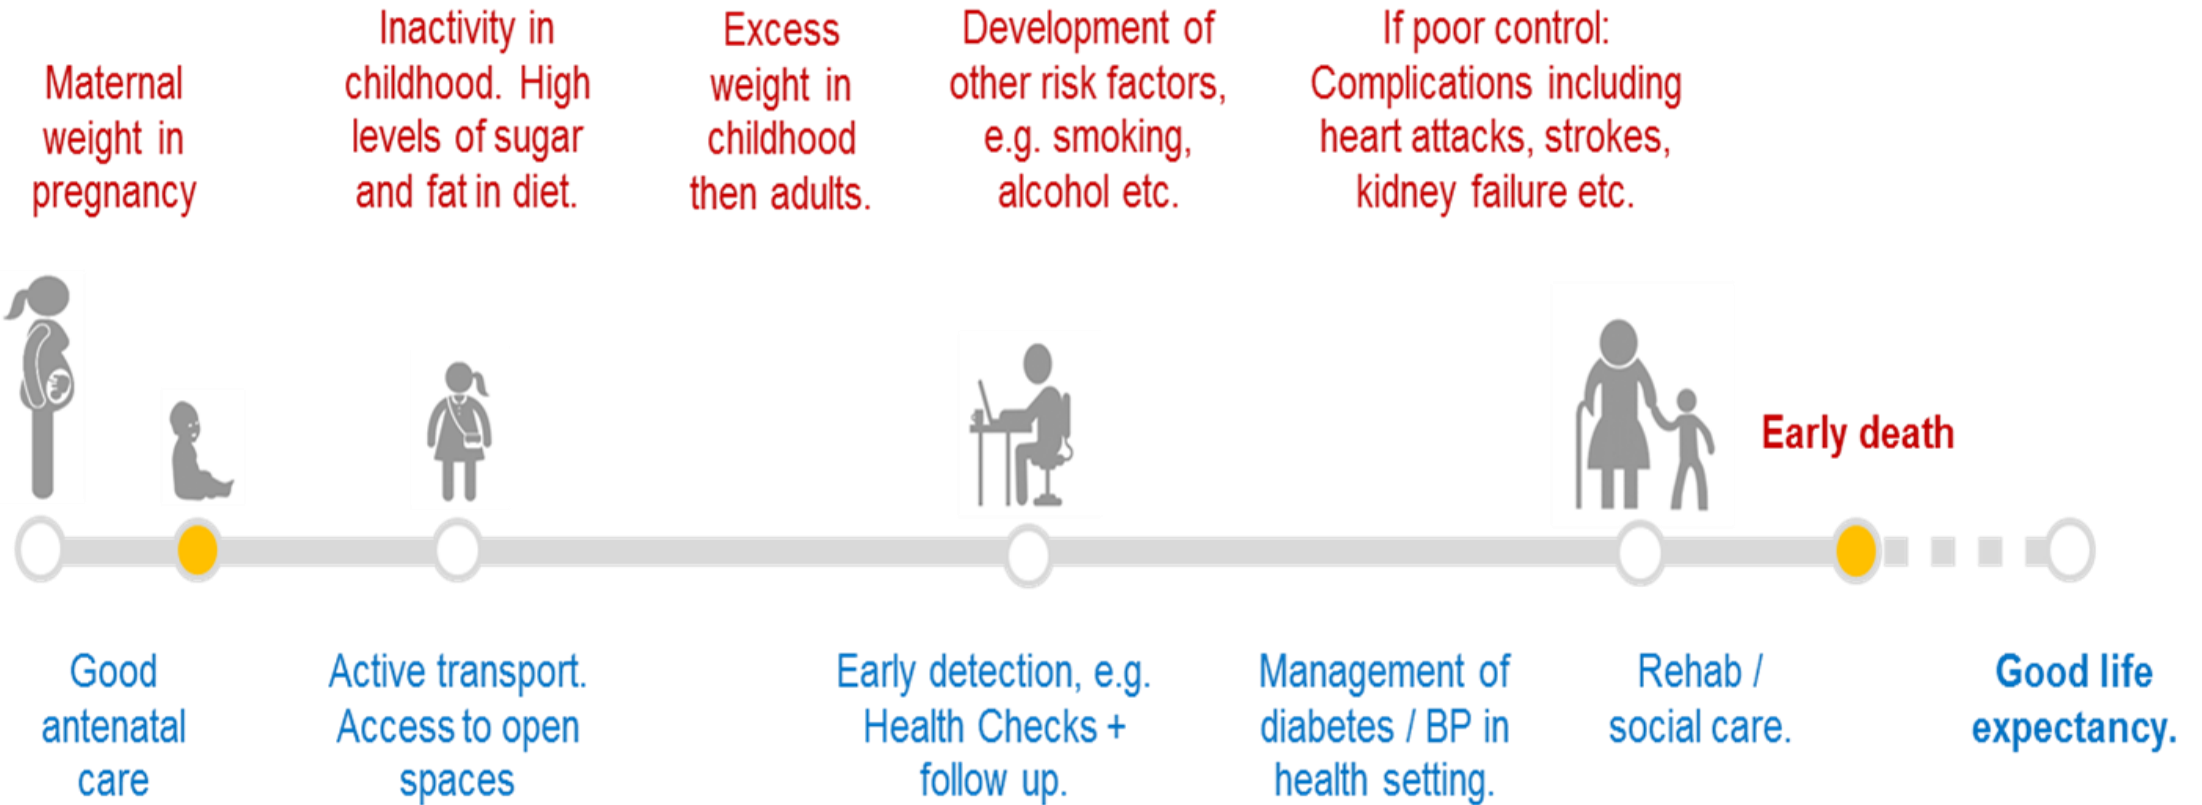 Maternal
weight in
pregnancy
Inactivity in
childhood. High
levels of sugar
and fat in diet.
Excess
weight in
childhood
then adults.
Development of
other risk factors,
e.g. smoking,
alcohol etc.
If poor control:
Complications including
heart attacks, strokes,
kidney failure etc.
Early death
Good
antenatal
care
Active transport.
Access to open
spaces
Early detection, e.g.
Health Checks +
follow up.
Management of
diabetes / BP in
health setting.
Rehab /
social care.
Good life
expectancy.